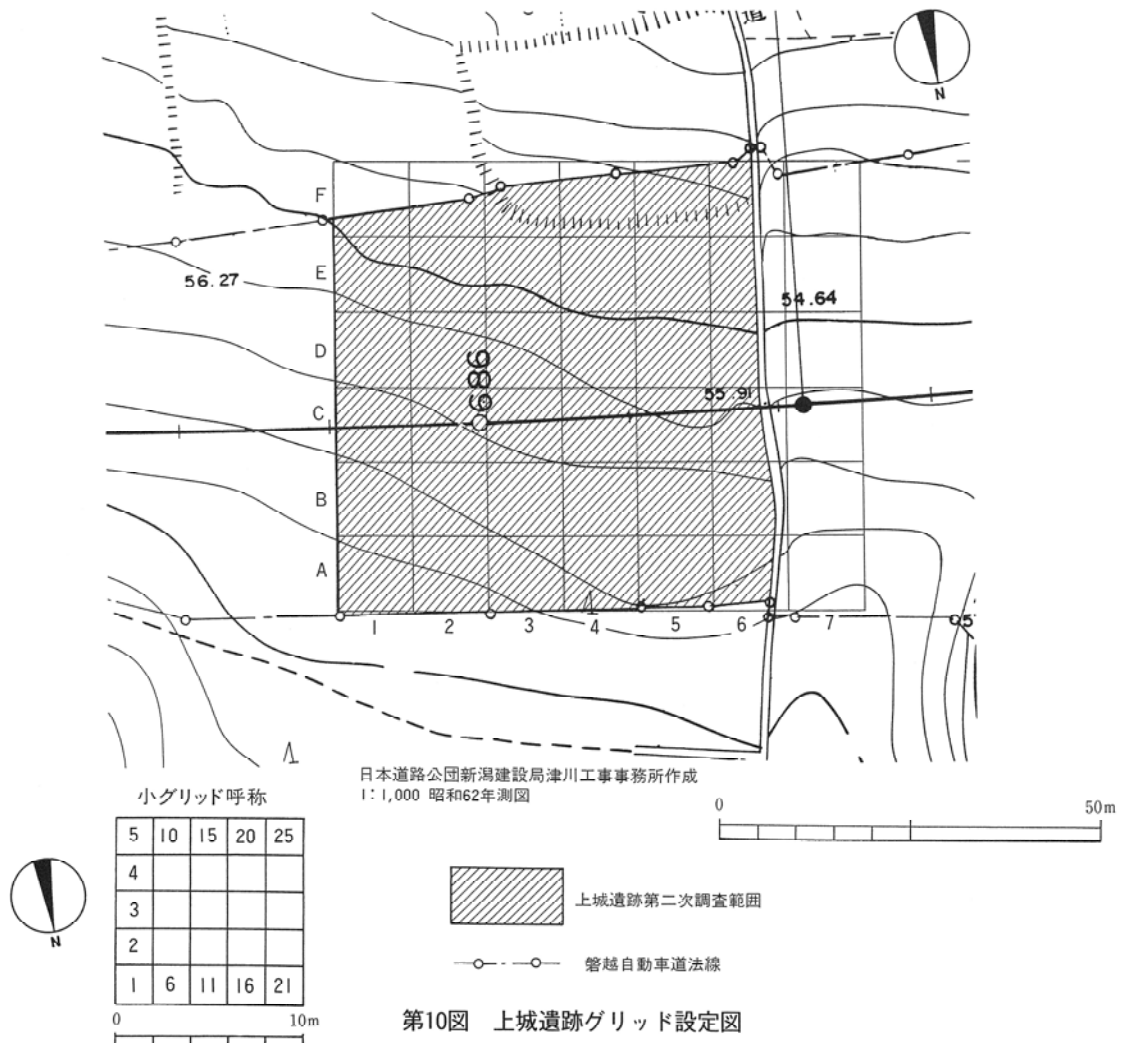 道
N
F
E
D
C
B
A
56.27
54.64
686
55.91
1 2 3 4 5 6 7
日本道路公団新潟建設局津川工事事務所作成
1:1,000 昭和62年測図
小グリッド呼称
5 10 15 20 25
4
3
2
1 6 11 16 21
N
0 10m
0 50m
上城遺跡第二次調査範囲
磐越自動車道法線
第10図 上城遺跡グリッド設定図